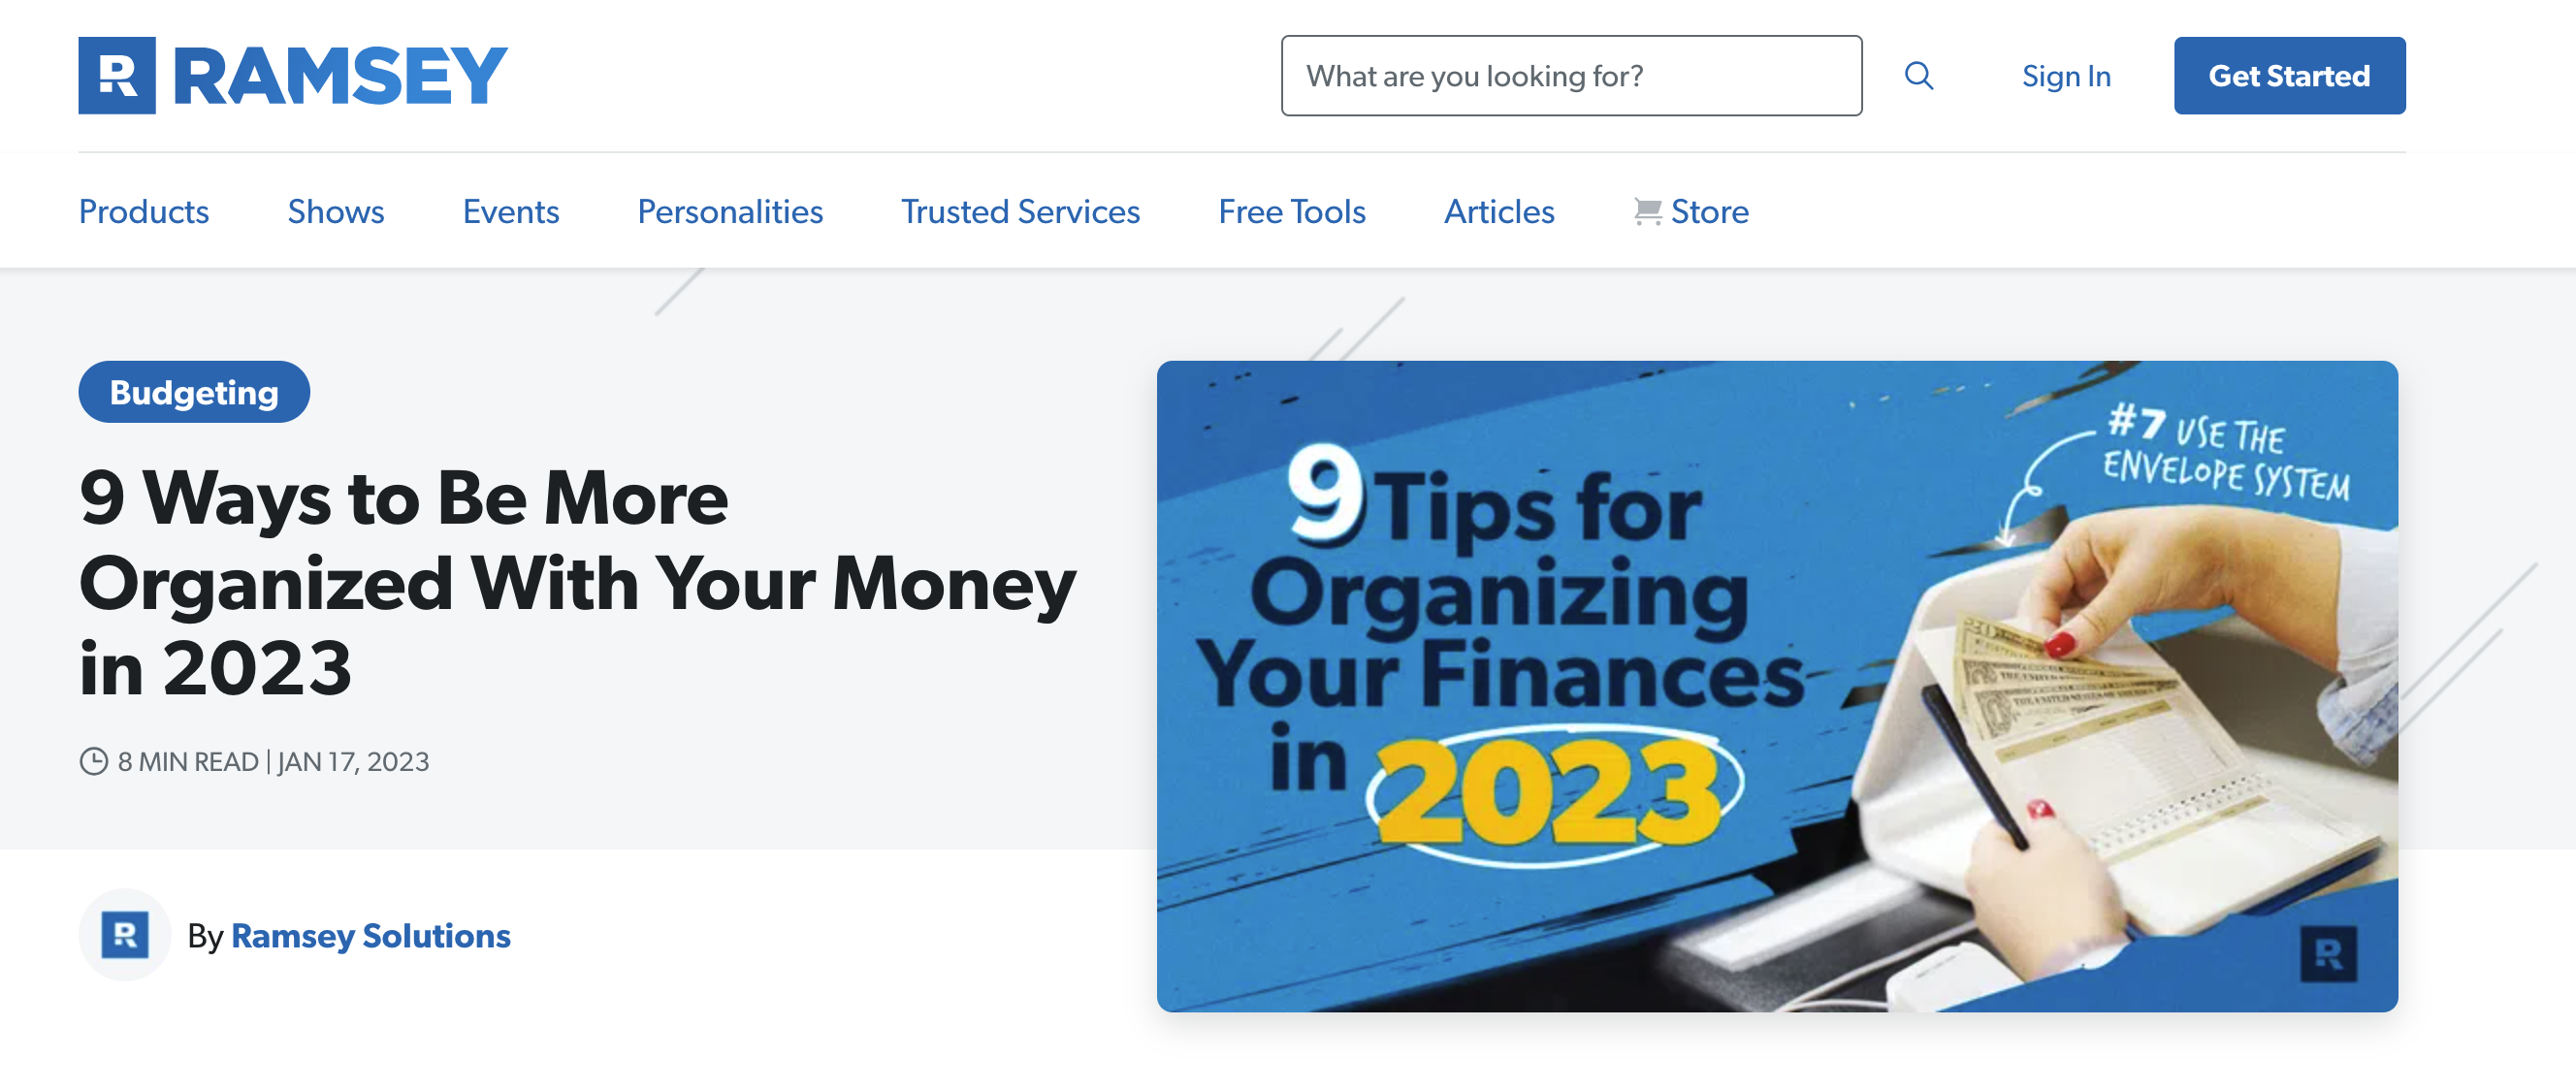 RAMSEY
What are you looking for?
Sign In
Get Started
Products
Shows
Events
Personalities
Trusted Services
Free Tools
Articles
Store
Budgeting
9 Ways to Be More
Organized With Your Money
in 2023
8 MIN READ | JAN 17, 2023
By Ramsey Solutions
9 Tips for
Organizing
Your Finances
in 2023
#7 USE THE
ENVELOPE SYSTEM